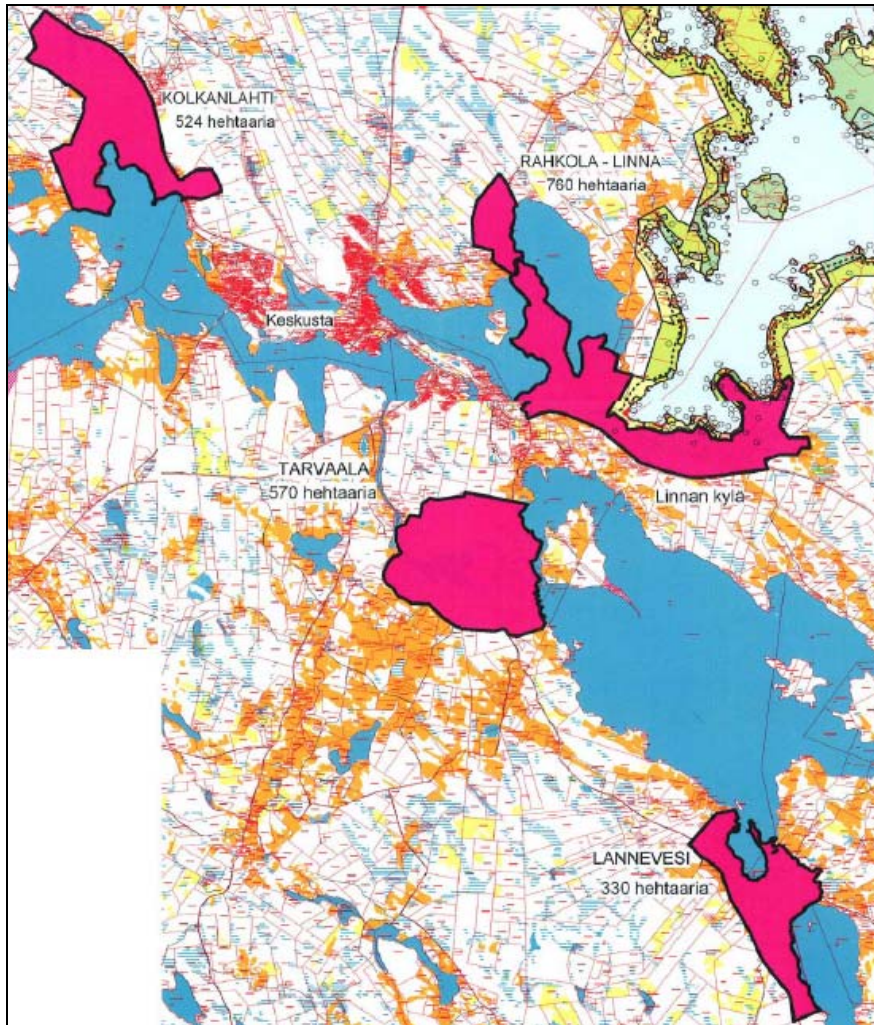 KOLKANLAHTI
524 hehtaaria
RAHKOLA - LINNA
760 hehtaaria
Keskusta
TARVAALA
570 hehtaaria
Linnan kylä
LANNEVESI
330 hehtaaria